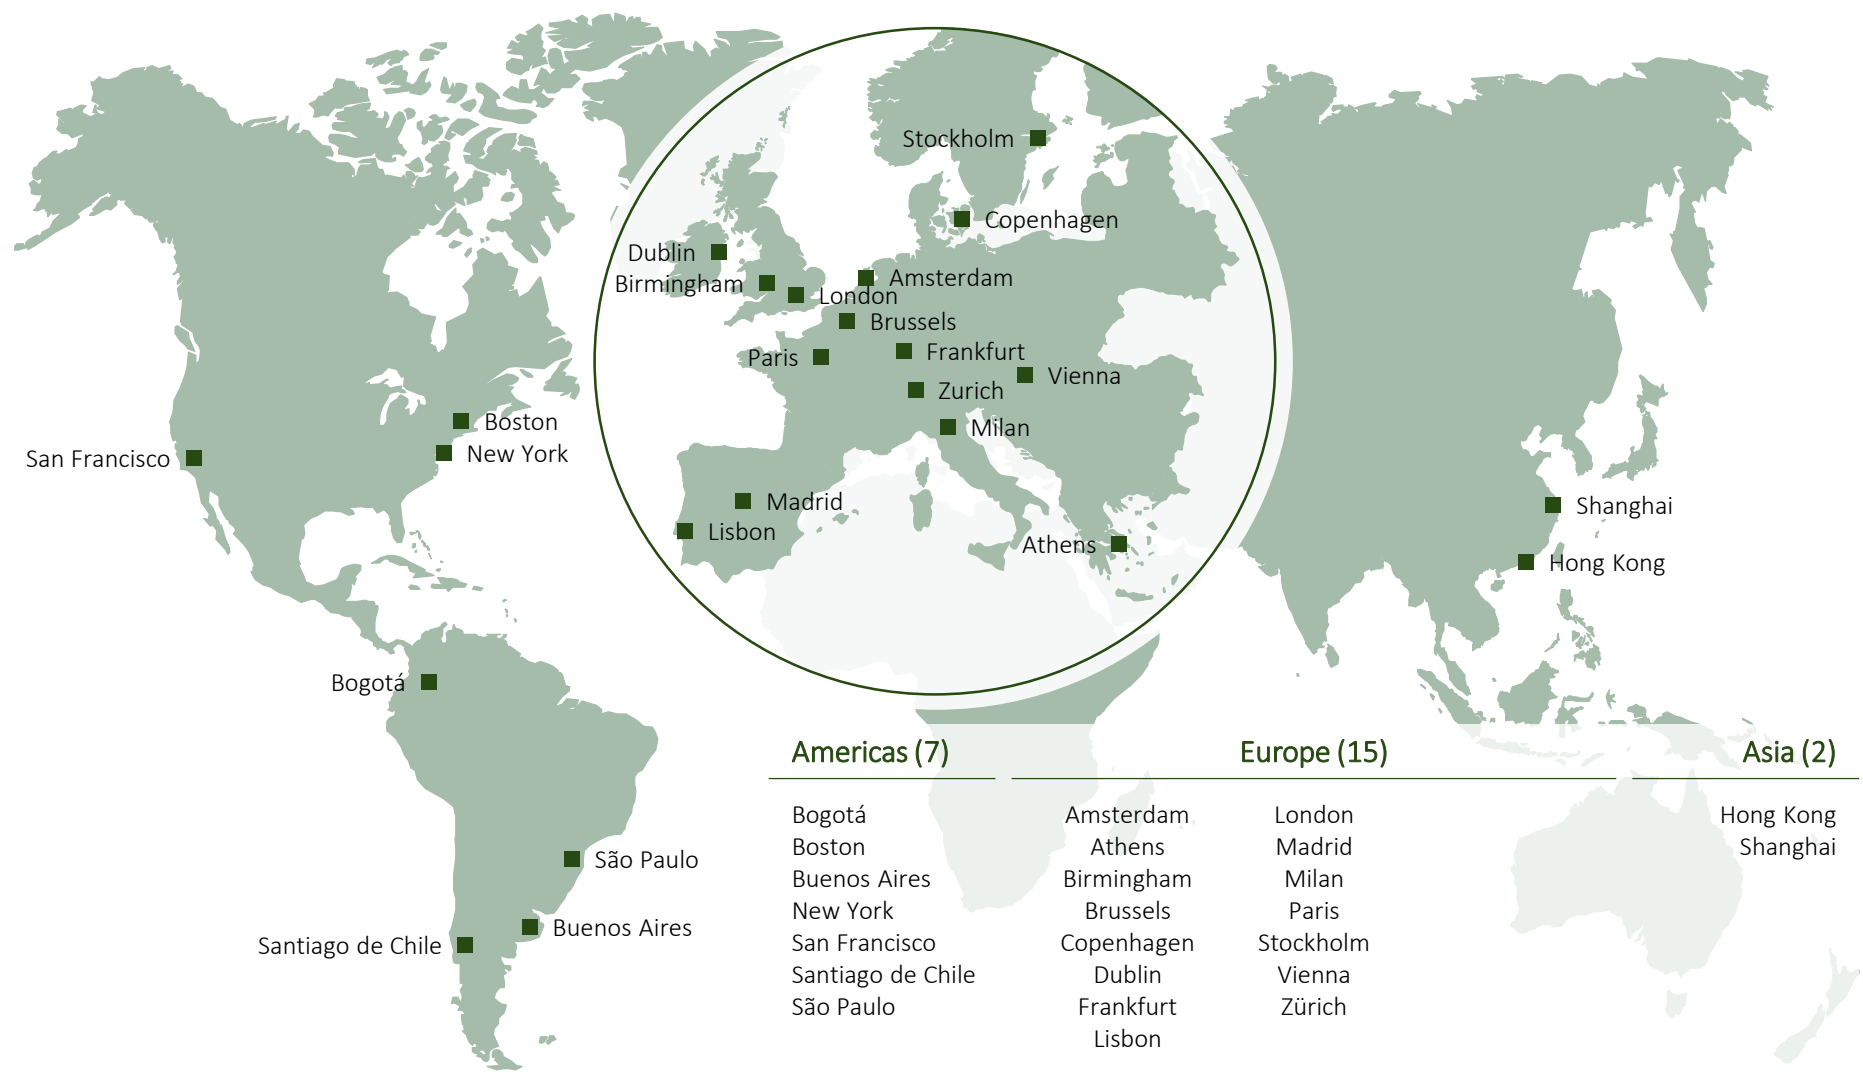 Stockholm
Copenhagen
Dublin
Birmingham
Amsterdam
London
Brussels
Paris
Frankfurt
Vienna
Zurich
Milan
Madrid
Lisbon
Athens
Boston
New York
San Francisco
Shanghai
Hong Kong
Bogotá
São Paulo
Buenos Aires
Santiago de Chile
Americas (7)
Bogotá
Boston
Buenos Aires
New York
San Francisco
Santiago de Chile
São Paulo
Europe (15)
Amsterdam
Athens
Birmingham
Brussels
Copenhagen
Dublin
Frankfurt
Lisbon
London
Madrid
Milan
Paris
Stockholm
Vienna
Zürich
Asia (2)
Hong Kong
Shanghai